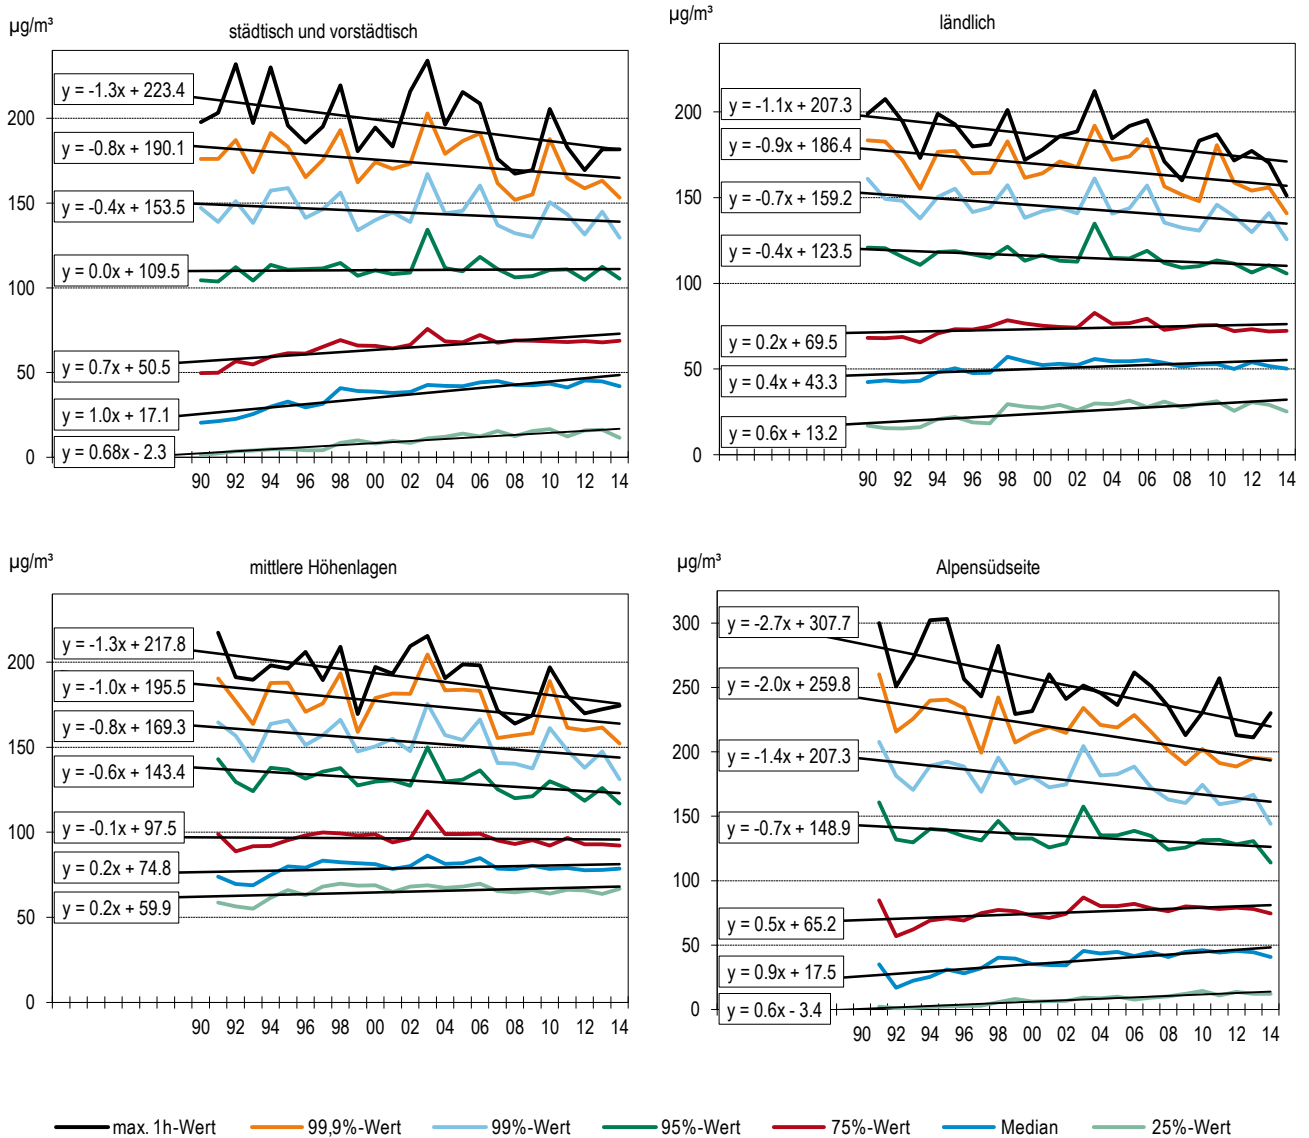 µg/m³
städtisch und vorstädtisch
y = -1.3x + 223.4
y = -0.8x + 190.1
y = -0.4x + 153.5
y = 0.0x + 109.5
y = 0.7x + 50.5
y = 1.0x + 17.1
y = 0.68x - 2.3
200
150
100
50
0
90 92 94 96 98 00 02 04 06 08 10 12 14
µg/m³
ländlich
y = -1.1x + 207.3
y = -0.9x + 186.4
y = -0.7x + 159.2
y = -0.4x + 123.5
y = 0.2x + 69.5
y = 0.4x + 43.3
y = 0.6x + 13.2
200
150
100
50
0
90 92 94 96 98 00 02 04 06 08 10 12 14
µg/m³
mittlere Höhenlagen
y = -1.3x + 217.8
y = -1.0x + 195.5
y = -0.8x + 169.3
y = -0.6x + 143.4
y = -0.1x + 97.5
y = 0.2x + 74.8
y = 0.2x + 59.9
200
150
100
50
0
90 92 94 96 98 00 02 04 06 08 10 12 14
µg/m³
Alpensüdseite
y = -2.7x + 307.7
y = -2.0x + 259.8
y = -1.4x + 207.3
y = -0.7x + 148.9
y = 0.5x + 65.2
y = 0.9x + 17.5
y = 0.6x - 3.4
300
250
200
150
100
50
0
90 92 94 96 98 00 02 04 06 08 10 12 14
max. 1h-Wert 99,9%-Wert 99%-Wert 95%-Wert 75%-Wert Median 25%-Wert